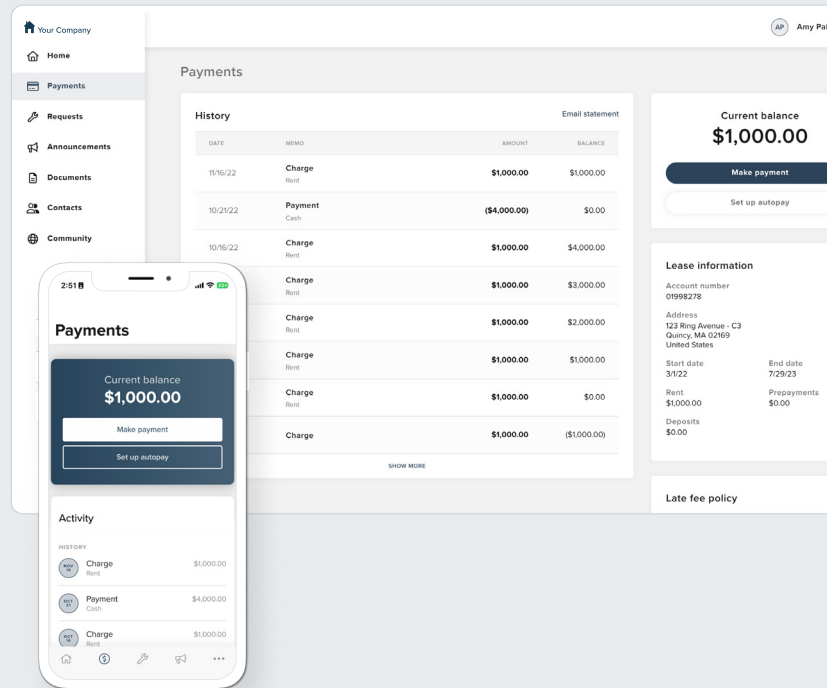 Your Company
AP Amy
Home
Payments
Requests
Announcements
Documents
Contacts
Community
Payments
History Email statement
DATE MEMO AMOUNT BALANCE
11/16/22 Charge $1,000.00 $1,000.00
Rent
10/21/22 Payment ($4,000.00) $0.00
Cash
10/16/22 Charge $1,000.00 $4,000.00
Rent
Charge $1,000.00 $3,000.00
Rent
Charge $1,000.00 $2,000.00
Rent
Charge $1,000.00 $1,000.00
Rent
Charge $1,000.00 $0.00
Rent
Charge $1,000.00 ($1,000.00)
SHOW MORE
Current balance
$1,000.00
Make payment
Set up autopay
Lease information
Account number
01998278
Address
123 Ring Avenue - C3
Quincy, MA 02169
United States
Start date End date
3/1/22 7/29/23
Rent Prepayments
$1,000.00 $0.00
Deposits
$0.00
Late fee policy
2:51
Payments
Current balance
$1,000.00
Make payment
Set up autopay
Activity
HISTORY
NOV 16 Charge $1,000.00
Rent
OCT 21 Payment $4,000.00
Cash
OCT 16 Charge $1,000.00
Rent